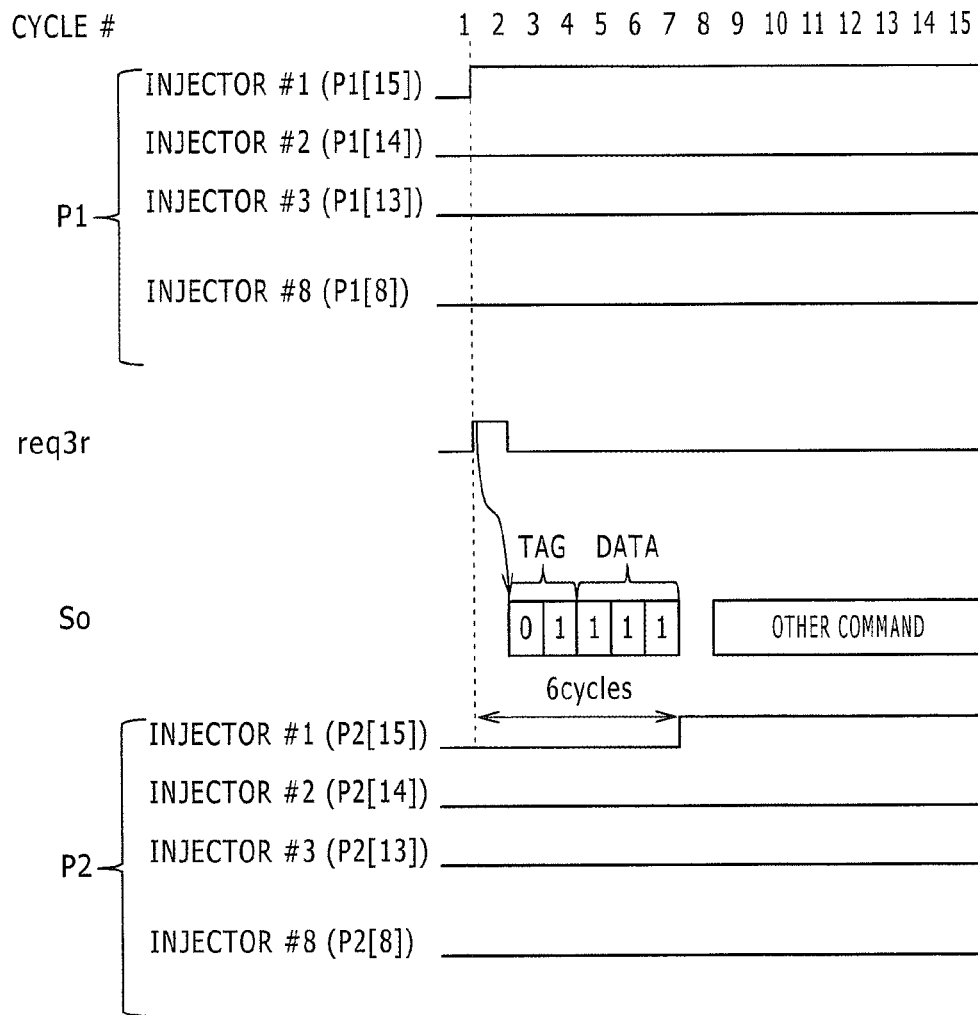 CYCLE # 1 2 3 4 5 6 7 8 9 10 11 12 13 14 15
INJECTOR #1 (P1[15])
INJECTOR #2 (P1[14])
P1
INJECTOR #3 (P1[13])
INJECTOR #8 (P1[8])
req3r
TAG DATA
So 0 1 1 1 1 OTHER COMMAND
6cycles
INJECTOR #1 (P2[15])
INJECTOR #2 (P2[14])
P2
INJECTOR #3 (P2[13])
INJECTOR #8 (P2[8])